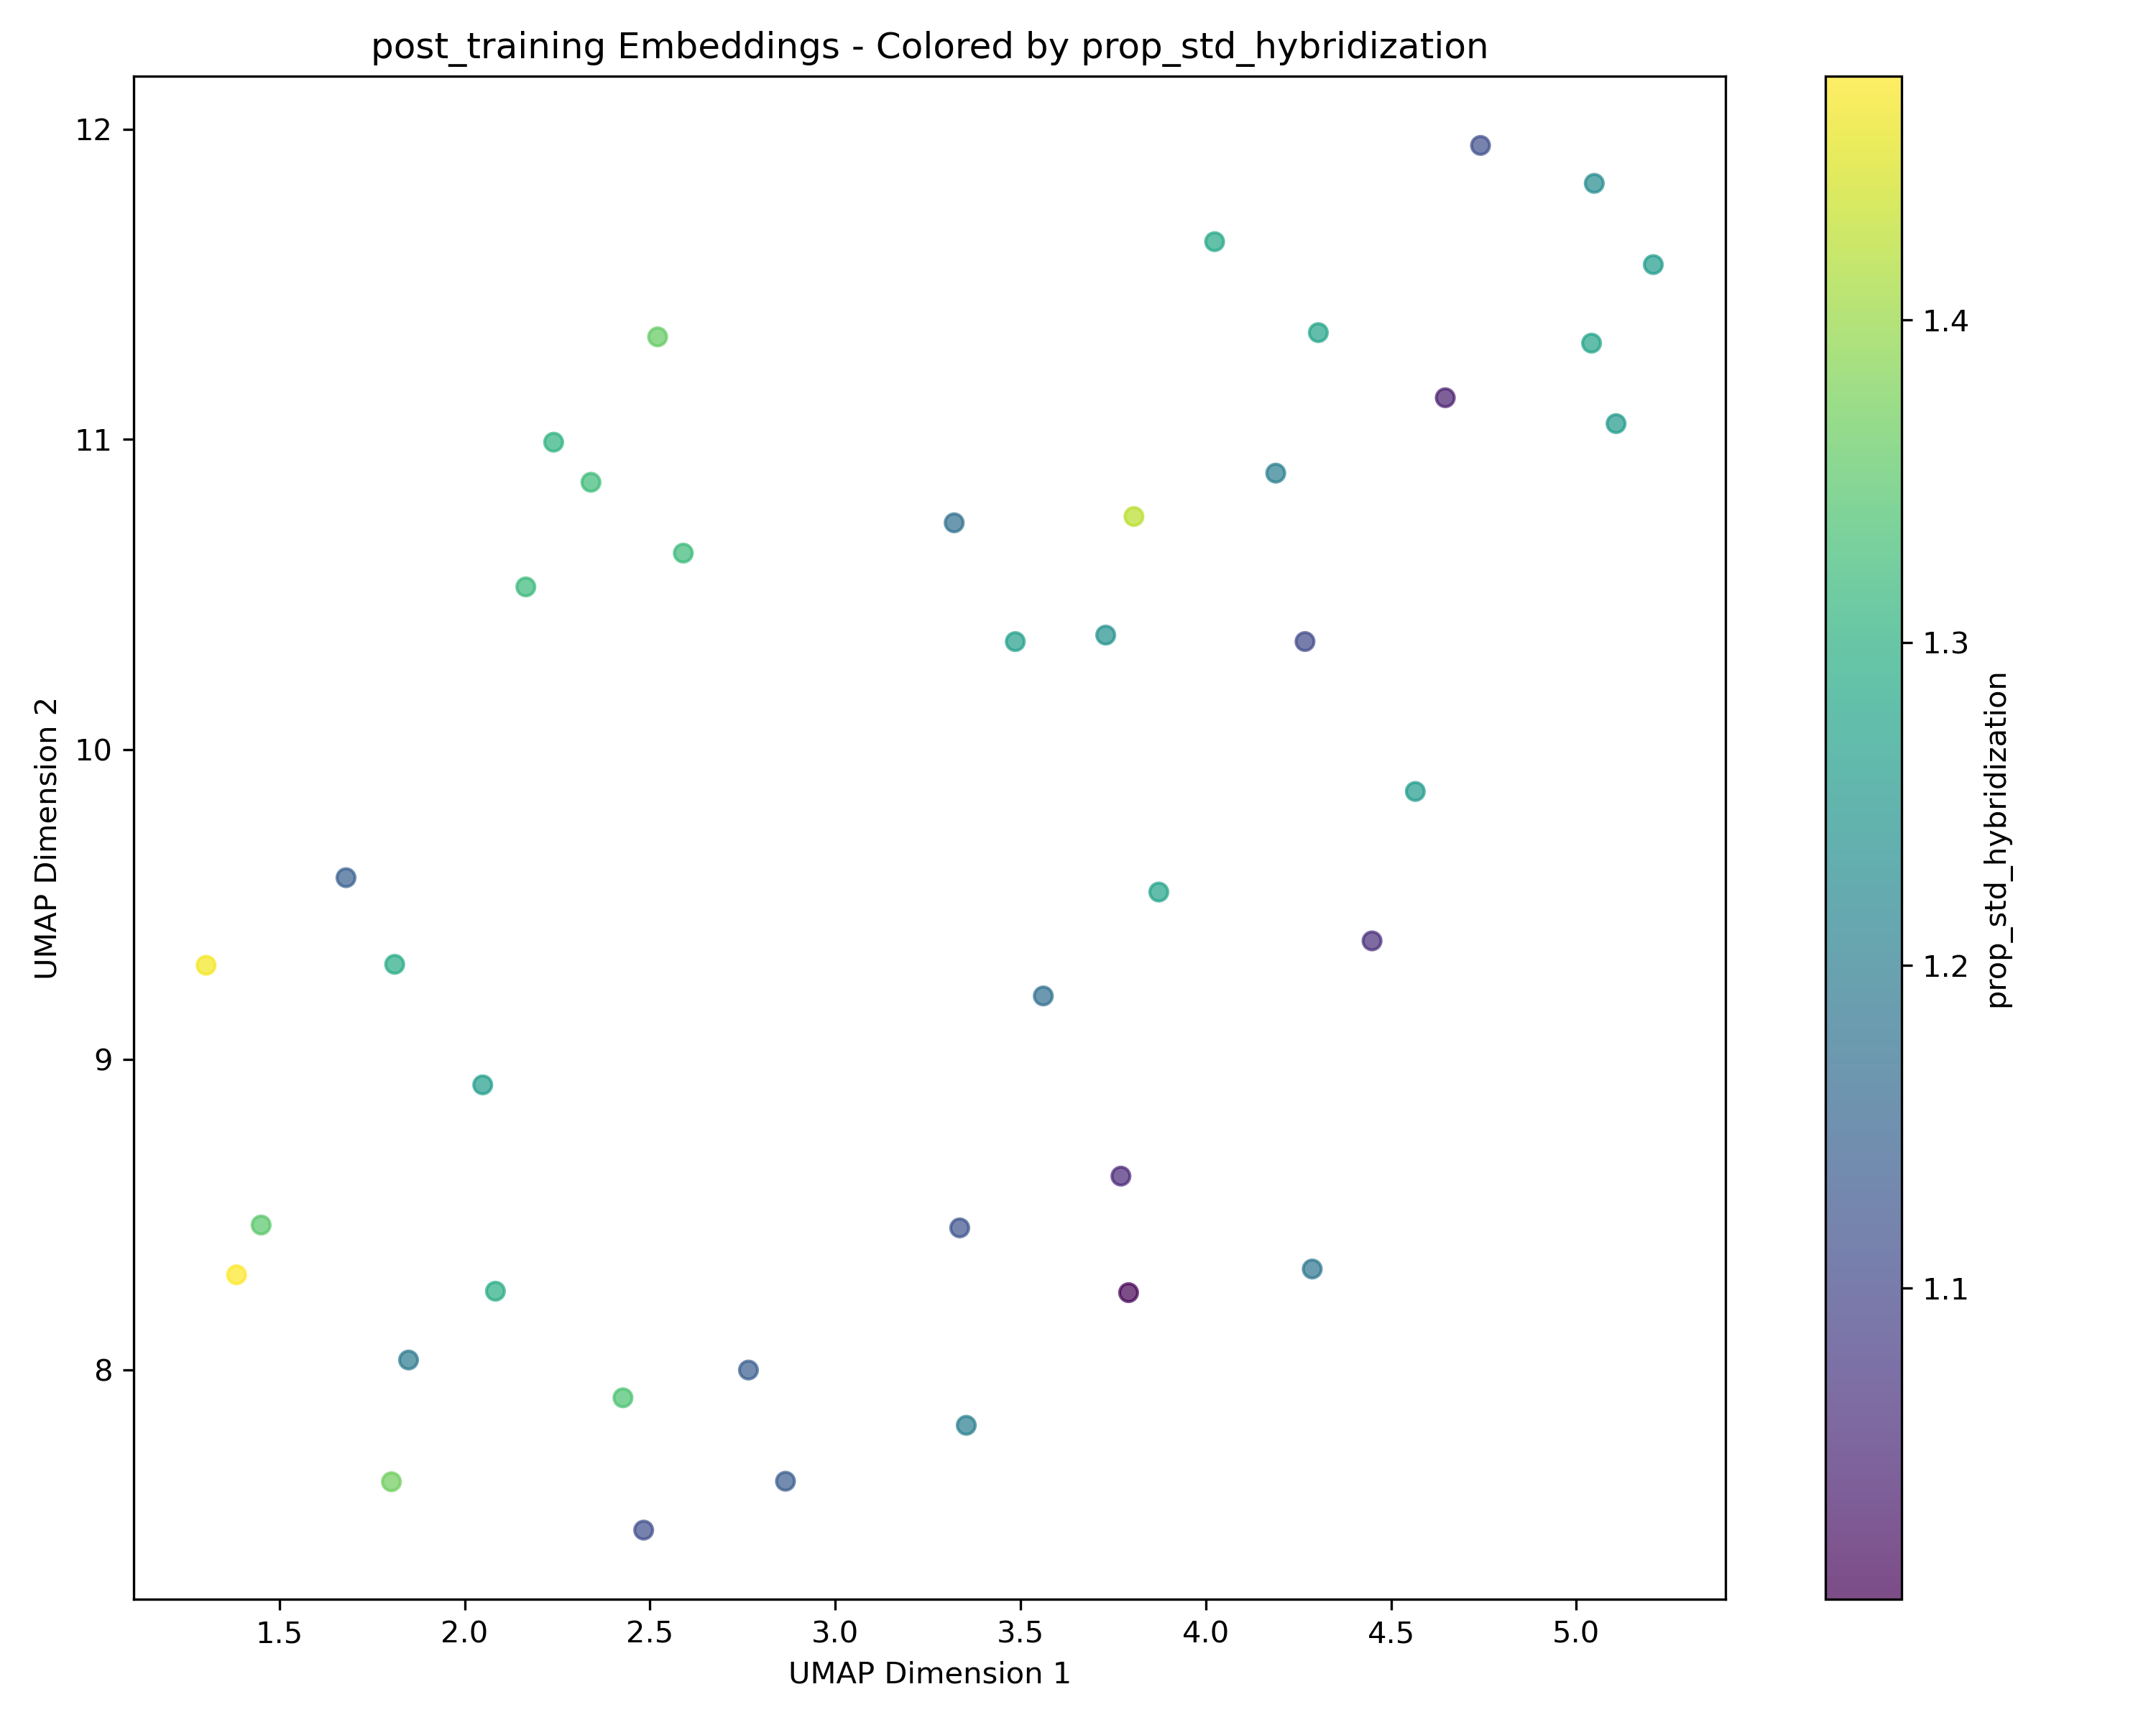 post_training Embeddings - Colored by prop_std_hybridization
12
11
10
9
8
UMAP Dimension 2
1.5 2.0 2.5 3.0 3.5 4.0 4.5 5.0
UMAP Dimension 1
1.4
1.3
1.2
1.1
prop_std_hybridization